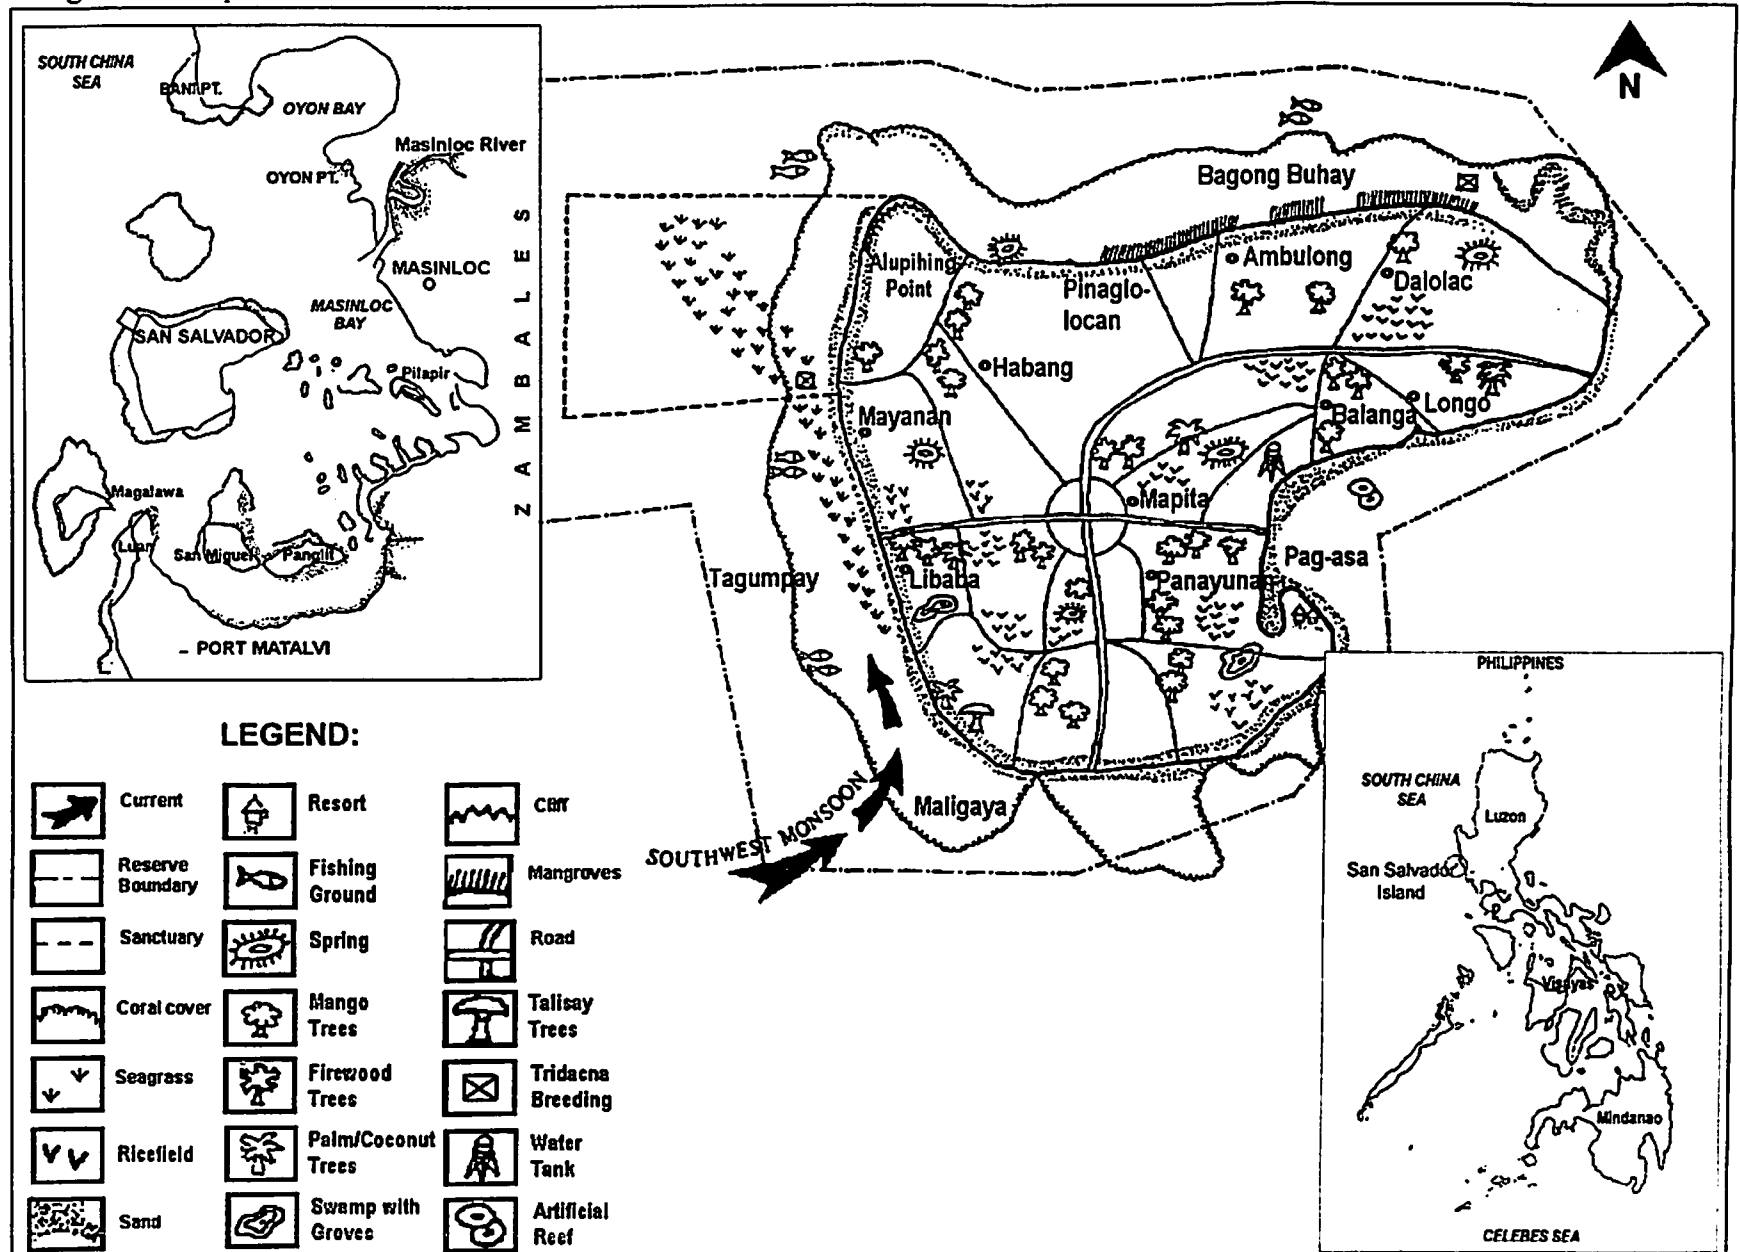 SOUTH CHINA
SEA
BANI PT.
OYON BAY
Masinloc River
OYON PT.
MASINLOC
MASINLOC
BAY
SAN SALVADOR
Pilapir
Magalawa
Luan
San Miguel
Panglit
PORT MATALVI
ZAMBALES
N
Bagong Buhay
Alupihing
Point
Pinaglo-
locan
Ambulong
Dalolac
Habang
Mayanan
Balanga
Longo
Mapita
Tagumpay
Libaba
Panayunan
Pag-asa
Maligaya
SOUTHWEST MONSOON
LEGEND:
Current
Reserve
Boundary
Sanctuary
Coral cover
Seagrass
Ricefield
Sand
Resort
Fishing
Ground
Spring
Mango
Trees
Firewood
Trees
Palm/Coconut
Trees
Swamp with
Groves
Cliff
Mangroves
Road
Talisay
Trees
Tridacna
Breeding
Water
Tank
Artificial
Reef
PHILIPPINES
SOUTH CHINA
SEA
Luzon
San Salvador
Island
Visayas
Mindanao
CELEBES SEA